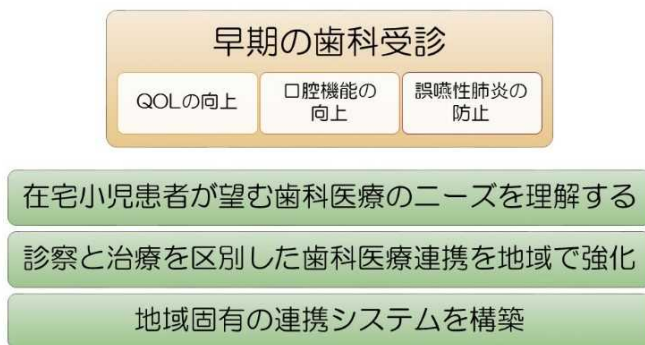 早期の歯科受診
QOLの向上
口腔機能の
向上
誤嚥性肺炎の
防止
在宅小児患者が望む歯科医療のニーズを理解する
診察と治療を区別した歯科医療連携を地域で強化
地域固有の連携システムを構築